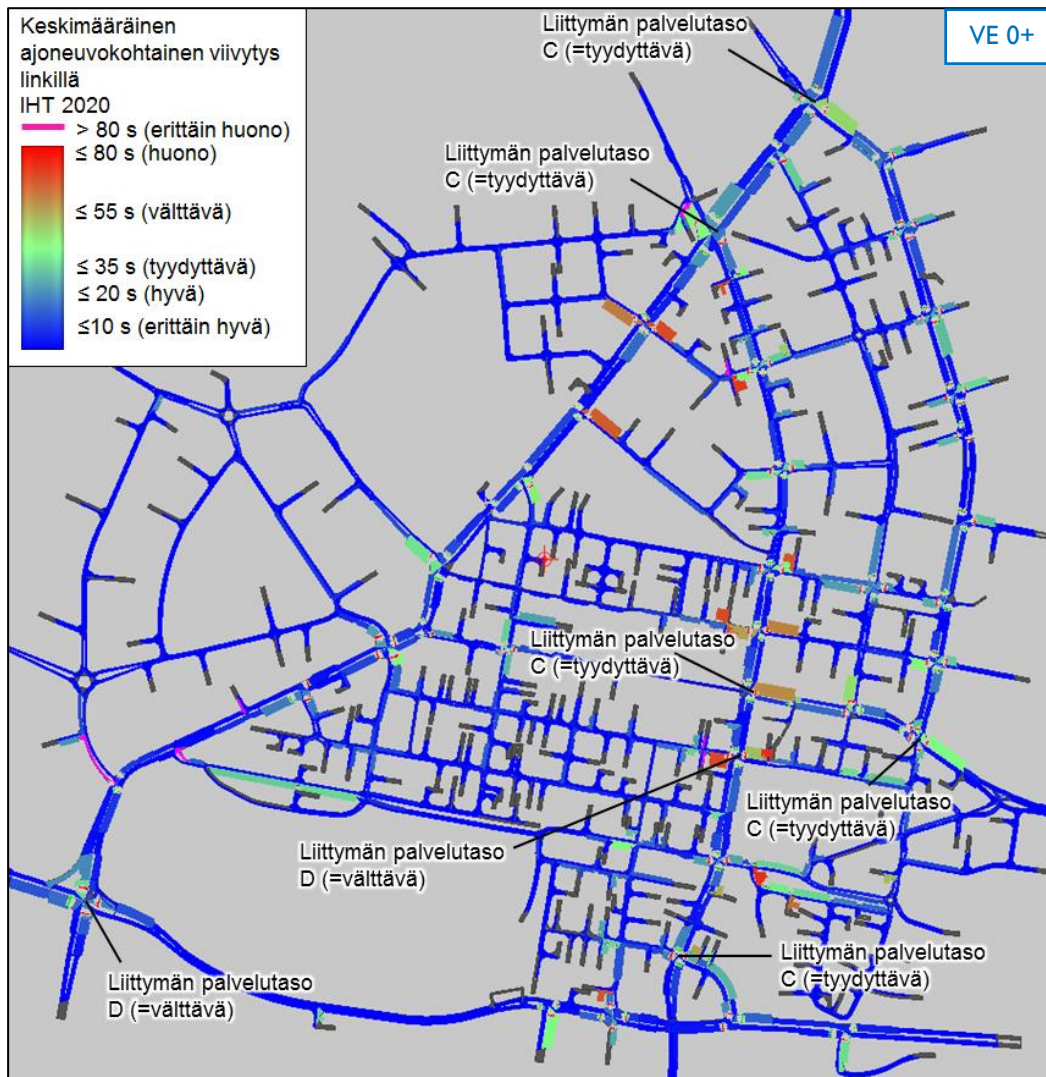 Keskimääräinen
ajoneuvokohtainen viivytys
linkillä
IHT 2020
> 80 s (erittäin huono)
≤ 80 s (huono)
≤ 55 s (välttävä)
≤ 35 s (tyydyttävä)
≤ 20 s (hyvä)
≤10 s (erittäin hyvä)
VE 0+
Liittymän palvelutaso
C (=tyydyttävä)
Liittymän palvelutaso
C (=tyydyttävä)
Liittymän palvelutaso
C (=tyydyttävä)
Liittymän palvelutaso
C (=tyydyttävä)
Liittymän palvelutaso
D (=välttävä)
Liittymän palvelutaso
C (=tyydyttävä)
Liittymän palvelutaso
D (=välttävä)